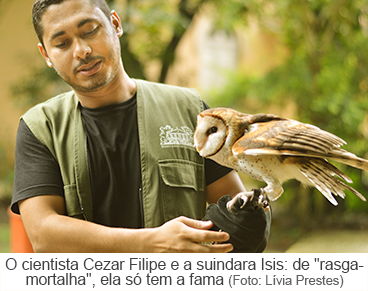 O cientista Cezar Filipe e a suindara Isis: de "rasga-
mortalha", ela só tem a fama (Foto: Lívia Prestes)